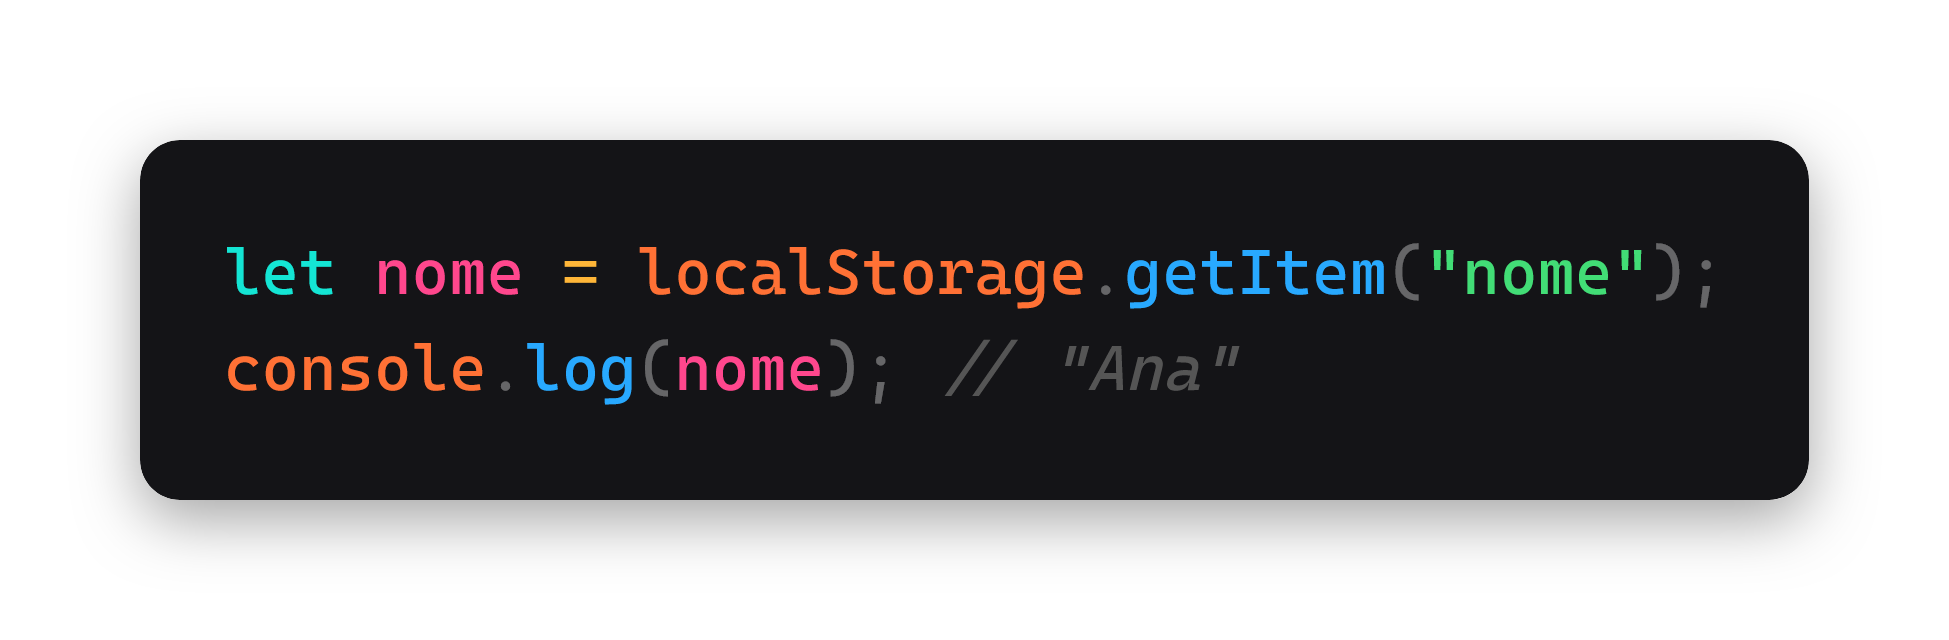 let nome = localStorage.getItem("nome");
console.log(nome); // "Ana"